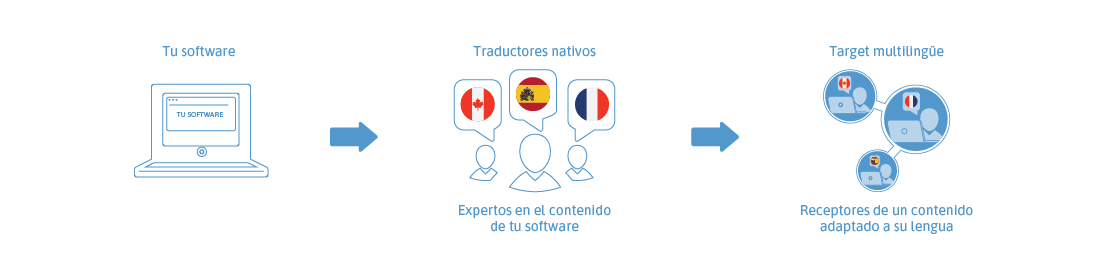 Tu software
TU SOFTWARE
Traductores nativos
Expertos en el contenido
de tu software
Target multilingüe
Receptores de un contenido
adaptado a su lengua